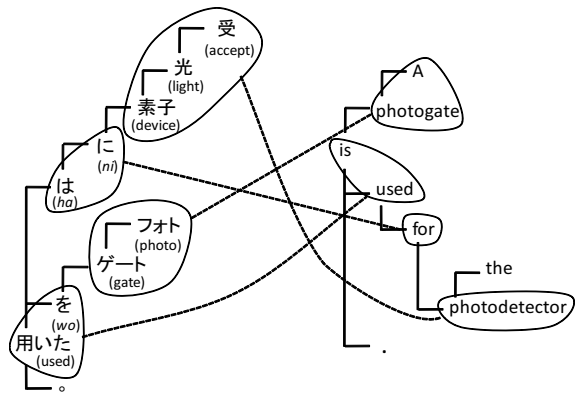 受
(accept)
光
(light)
素子
(device)
に
(ni)
は
(ha)
フォト
(photo)
ゲート
(gate)
を
(wo)
用いた
(used)
。
A
photogate
is
used
for
the
photodetector
.